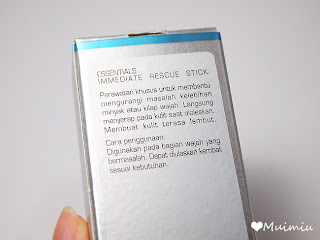 ESSENTIALS
IMMEDIATE RESCUE STICK
Perawatan khusus untuk membantu
mengurangi masalah kelebihan
minyak atau kilap wajah. Langsung
menyerap pada kulit saat dioleskan.
Membuat kulit terasa lembut.
Cara penggunaan:
Digunakan pada bagian wajah yang
bermasalah. Dapat dioleskan kembali
sesuai kebutuhan.
♥Muimiu